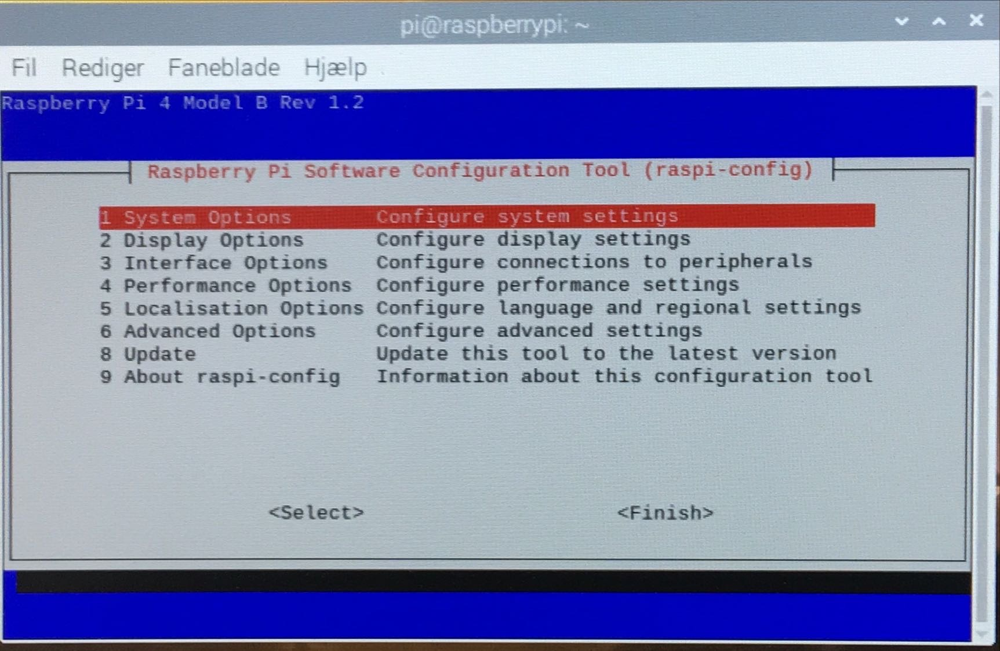 pi@raspberrypi: ~
Fil Rediger Faneblade Hjælp
Raspberry Pi 4 Model B Rev 1.2
Raspberry Pi Software Configuration Tool (raspi-config)
1 System Options Configure system settings
2 Display Options Configure display settings
3 Interface Options Configure connections to peripherals
4 Performance Options Configure performance settings
5 Localisation Options Configure language and regional settings
6 Advanced Options Configure advanced settings
8 Update Update this tool to the latest version
9 About raspi-config Information about this configuration tool
<Select> <Finish>